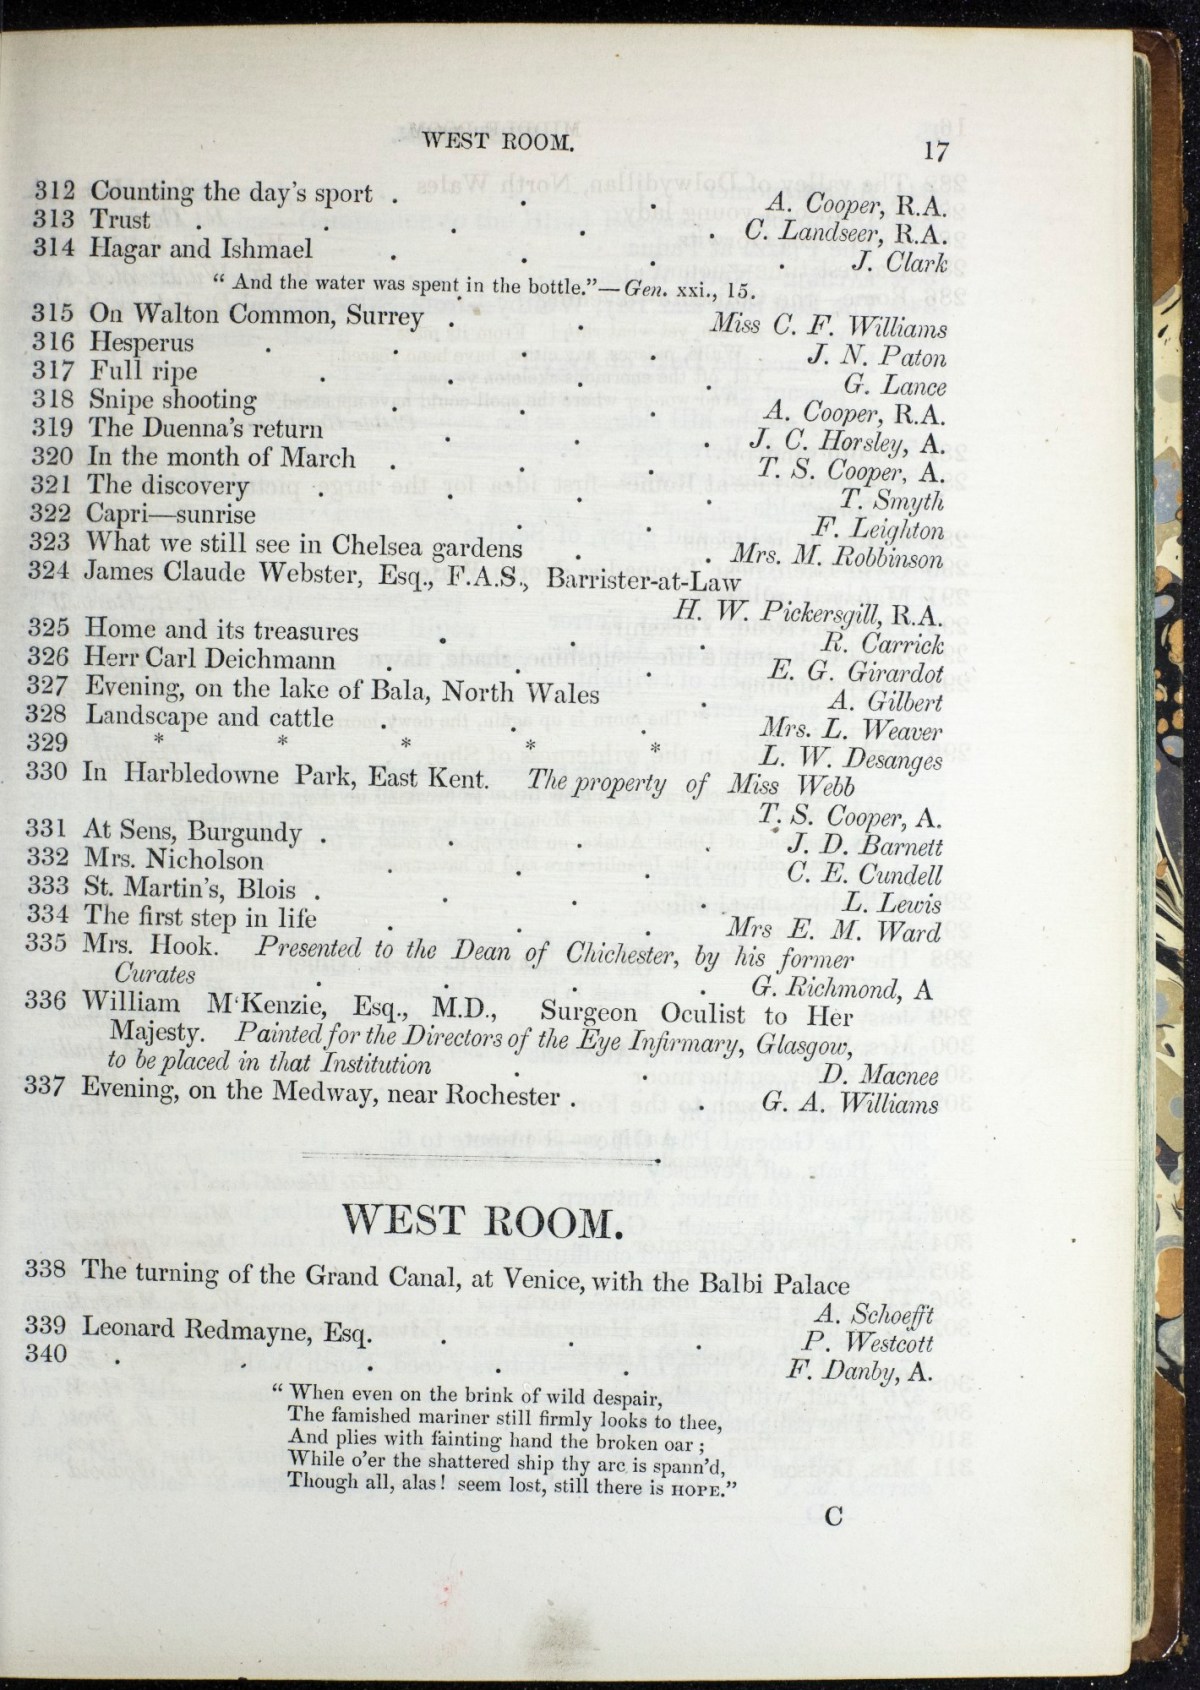 WEST ROOM.
17
312 Counting the day's sport . . . A. Cooper, R.A.
313 Trust . . . . . C. Landseer, R.A.
314 Hagar and Ishmael . . . . J. Clark
“ And the water was spent in the bottle.”—Gen. xxi., 15.
315 On Walton Common, Surrey . . Miss C. F. Williams
316 Hesperus . . . . J. N. Paton
317 Full ripe . . . . G. Lance
318 Snipe shooting . . . A. Cooper, R.A.
319 The Duenna's return . . . J. C. Horsley, A.
320 In the month of March . . . T. S. Cooper, A.
321 The discovery . . . . T. Smyth
322 Capri—sunrise . . F. Leighton
323 What we still see in Chelsea gardens . . Mrs. M. Robbinson
324 James Claude Webster, Esq., F.A.S., Barrister-at-Law
H. W. Pickersgill, R.A.
325 Home and its treasures . . . R. Carrick
326 Herr Carl Deichmann . . . E. G. Girardot
327 Evening, on the lake of Bala, North Wales . A. Gilbert
328 Landscape and cattle . . . Mrs. L. Weaver
329 * * * * * L. W. Desanges
330 In Harbledowne Park, East Kent. The property of Miss Webb
T. S. Cooper, A.
331 At Sens, Burgundy . . . . J. D. Barnett
332 Mrs. Nicholson . . . C. E. Cundell
333 St. Martin's, Blois . . . . L. Lewis
334 The first step in life . . . Mrs E. M. Ward
335 Mrs. Hook. Presented to the Dean of Chichester, by his former
Curates . . . . G. Richmond, A
336 William M‘Kenzie, Esq., M.D., Surgeon Oculist to Her
Majesty. Painted for the Directors of the Eye Infirmary, Glasgow,
to be placed in that Institution . . D. Macnee
337 Evening, on the Medway, near Rochester . . G. A. Williams
WEST ROOM.
338 The turning of the Grand Canal, at Venice, with the Balbi Palace
A. Schoefft
339 Leonard Redmayne, Esq. . . . P. Westcott
340 . . . . . F. Danby, A.
“ When even on the brink of wild despair,
The famished mariner still firmly looks to thee,
And plies with fainting hand the broken oar ;
While o'er the shattered ship thy arc is spann'd,
Though all, alas ! seem lost, still there is HOPE.”
C